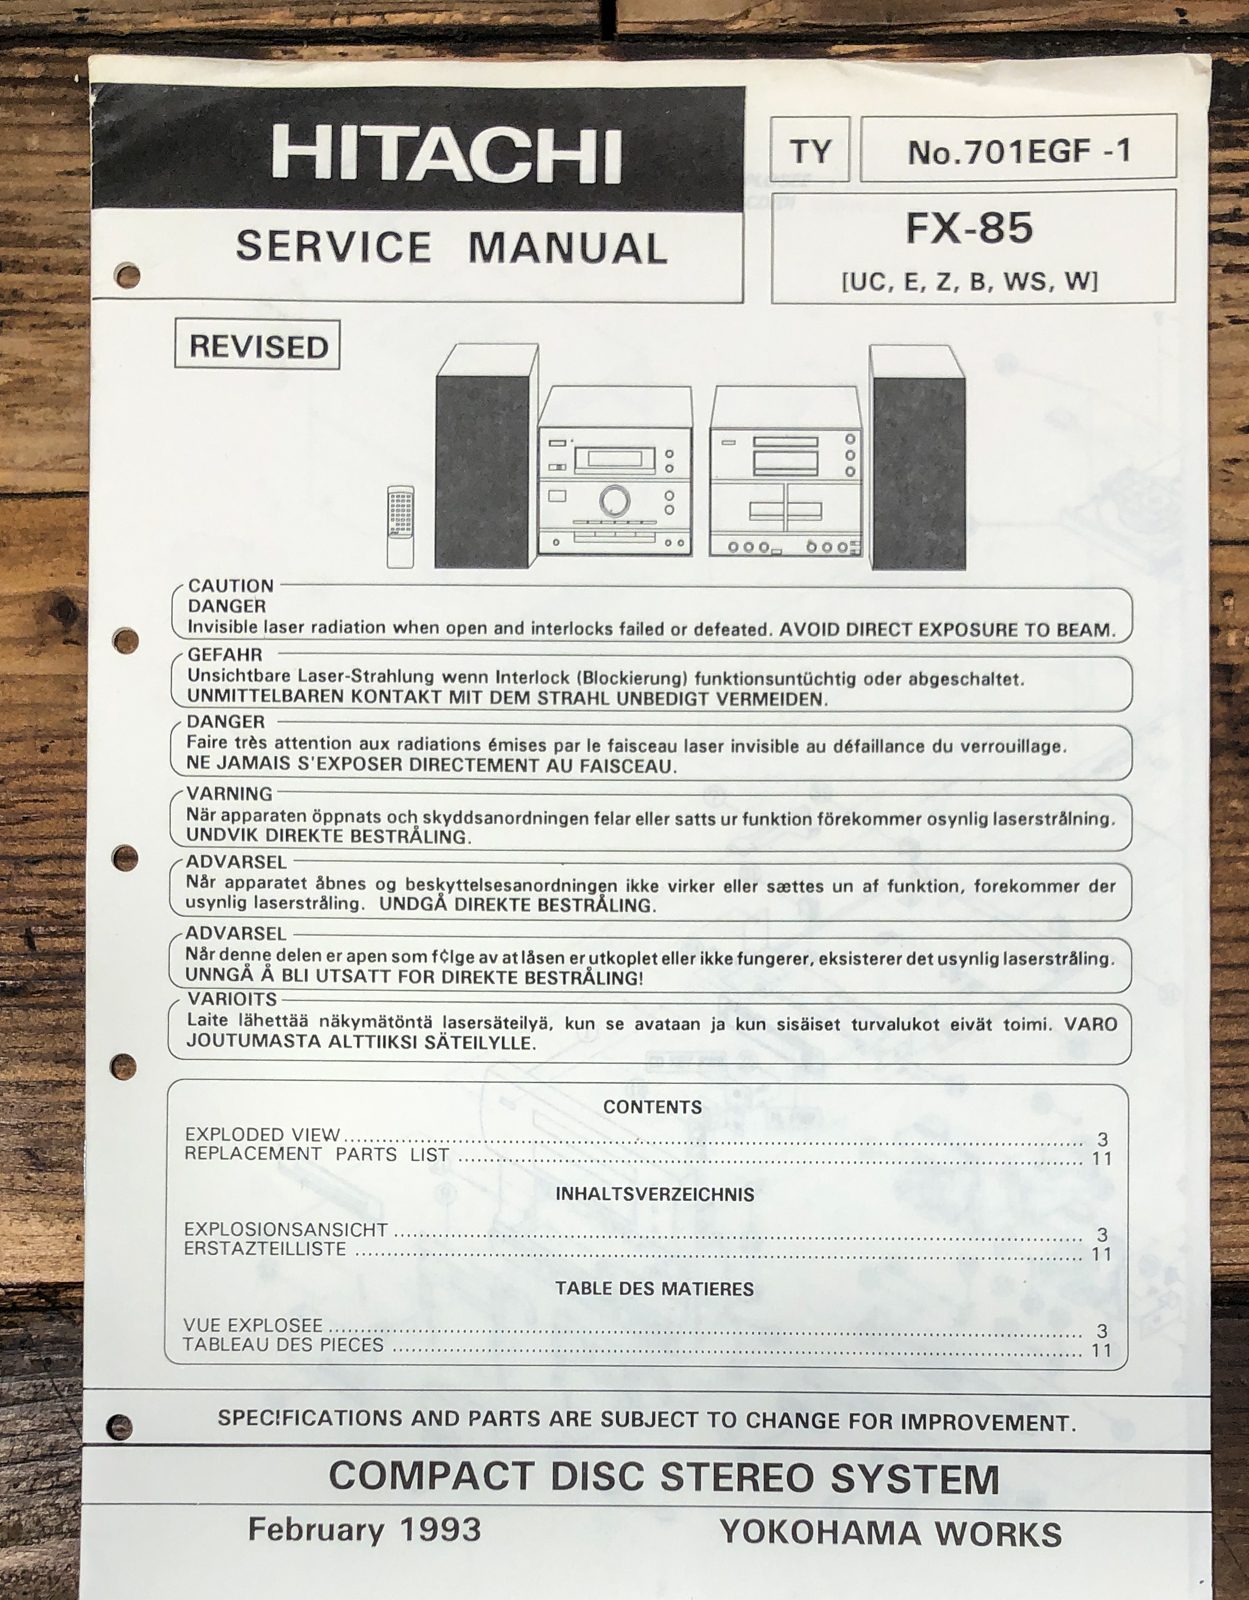 HITACHI
SERVICE MANUAL
TY
No.701EGF -1
FX-85
[UC, E, Z, B, WS, W]
REVISED
CAUTION
DANGER
Invisible laser radiation when open and interlocks failed or defeated. AVOID DIRECT EXPOSURE TO BEAM.
GEFAHR
Unsichtbare Laser-Strahlung wenn Interlock (Blockierung) funktionsuntüchtig oder abgeschaltet.
UNMITTELBAREN KONTAKT MIT DEM STRAHL UNBEDIGT VERMEIDEN.
DANGER
Faire très attention aux radiations émises par le faisceau laser invisible au défaillance du verrouillage.
NE JAMAIS S'EXPOSER DIRECTEMENT AU FAISCEAU.
VARNING
När apparaten öppnats och skyddsanordningen felar eller satts ur funktion förekommer osynlig laserstrålning.
UNDVIK DIREKTE BESTRÅLING.
ADVARSEL
Når apparatet åbnes og beskyttelsesanordningen ikke virker eller sættes un af funktion, forekommer der
usynlig laserstråling. UNDGÅ DIREKTE BESTRÅLING.
ADVARSEL
Når denne delen er apen som f¢lge av at låsen er utkoplet eller ikke fungerer, eksisterer det usynlig laserstråling.
UNNGÅ Å BLI UTSATT FOR DIREKTE BESTRÅLING!
VARIOITS
Laite lähettää näkymätöntä lasersäteilyä, kun se avataan ja kun sisäiset turvalukot eivät toimi. VARO
JOUTUMASTA ALTTIIKSI SÄTEILYLLE.
CONTENTS
EXPLODED VIEW........ 3
REPLACEMENT PARTS LIST ........ 11
INHALTSVERZEICHNIS
EXPLOSIONSANSICHT ........ 3
ERSTAZTEILLISTE ........ 11
TABLE DES MATIERES
VUE EXPLOSEE ........ 3
TABLEAU DES PIECES ........ 11
SPECIFICATIONS AND PARTS ARE SUBJECT TO CHANGE FOR IMPROVEMENT.
COMPACT DISC STEREO SYSTEM
February 1993 YOKOHAMA WORKS